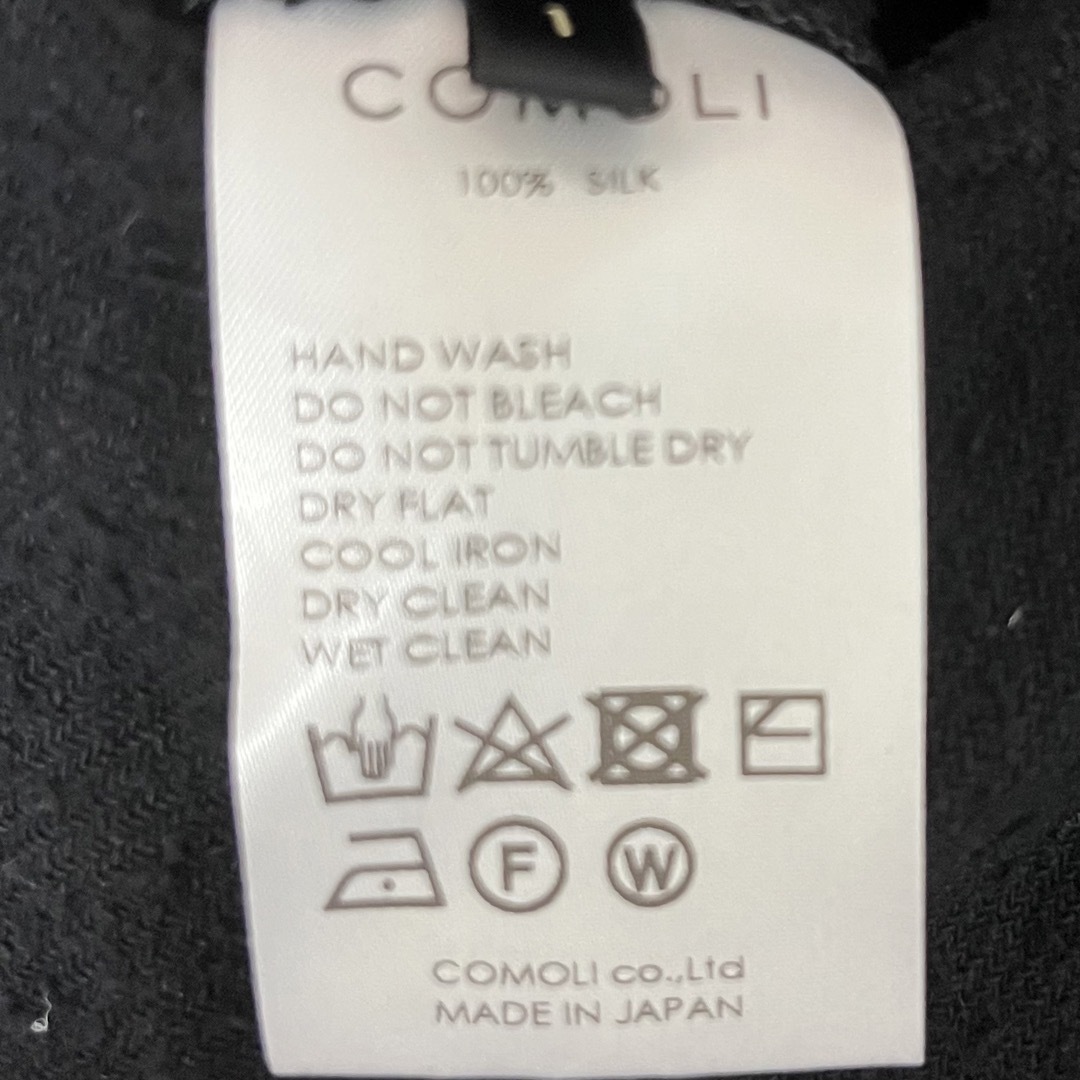 1
COMOLI
100% SILK
HAND WASH
DO NOT BLEACH
DO NOT TUMBLE DRY
DRY FLAT
COOL IRON
DRY CLEAN
WET CLEAN
F W
COMOLI co.,Ltd
MADE IN JAPAN